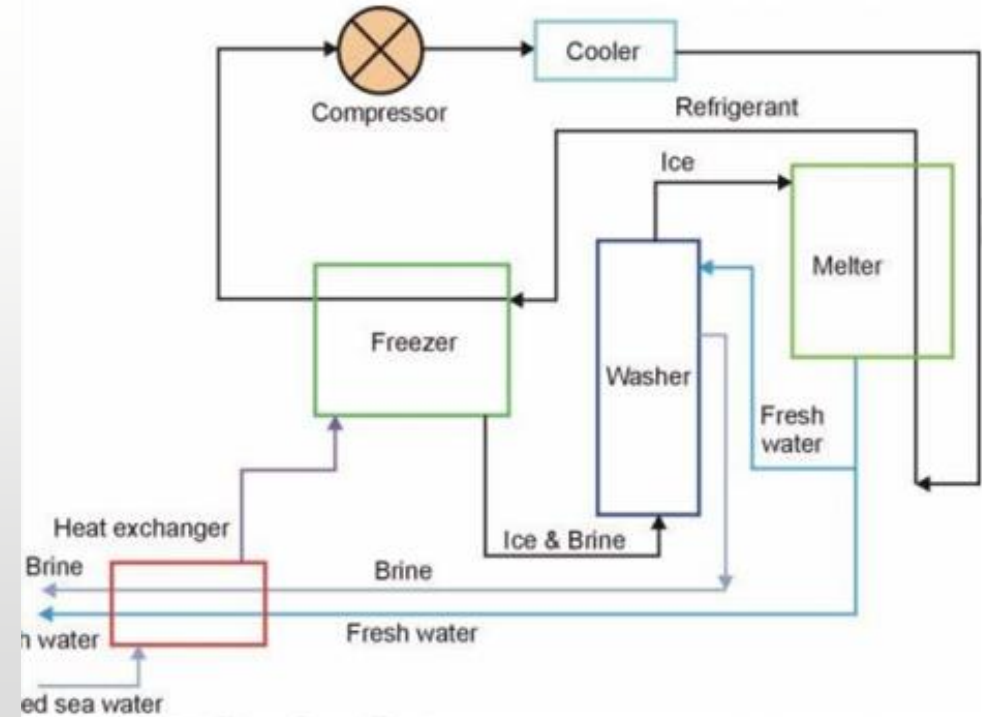 Cooler
Compressor
Refrigerant
Ice
Melter
Freezer
Washer
Fresh
water
Heat exchanger
Ice & Brine
Brine
Brine
h water
Fresh water
ed sea water